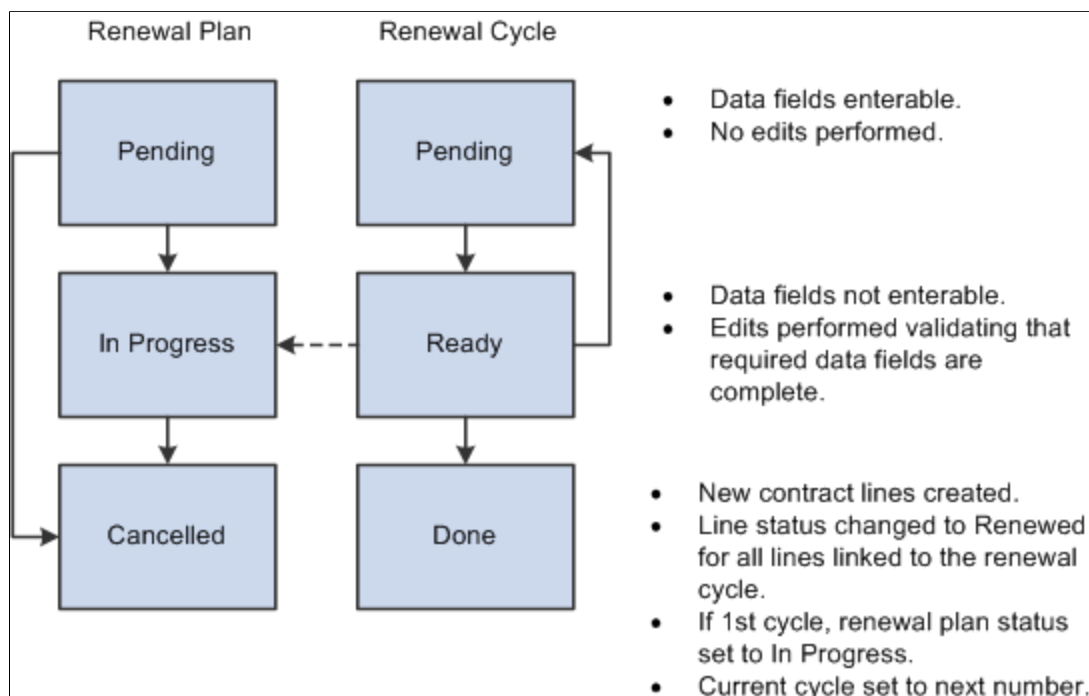 Renewal Plan Renewal Cycle
Pending Pending
• Data fields enterable.
• No edits performed.
In Progress Ready
• Data fields not enterable.
• Edits performed validating that
required data fields are
complete.
Cancelled Done
• New contract lines created.
• Line status changed to Renewed
for all lines linked to the renewal
cycle.
• If 1st cycle, renewal plan status
set to In Progress.
• Current cycle set to next number.